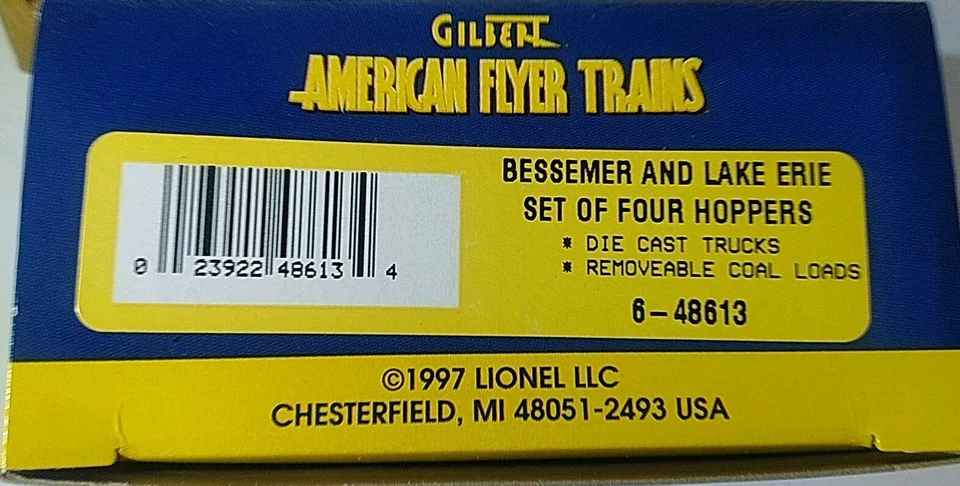 GILBERT
AMERICAN FLYER TRAINS
BESSEMER AND LAKE ERIE
SET OF FOUR HOPPERS
* DIE CAST TRUCKS
* REMOVEABLE COAL LOADS
6-48613
0 23922 48613 4
©1997 LIONEL LLC
CHESTERFIELD, MI 48051-2493 USA